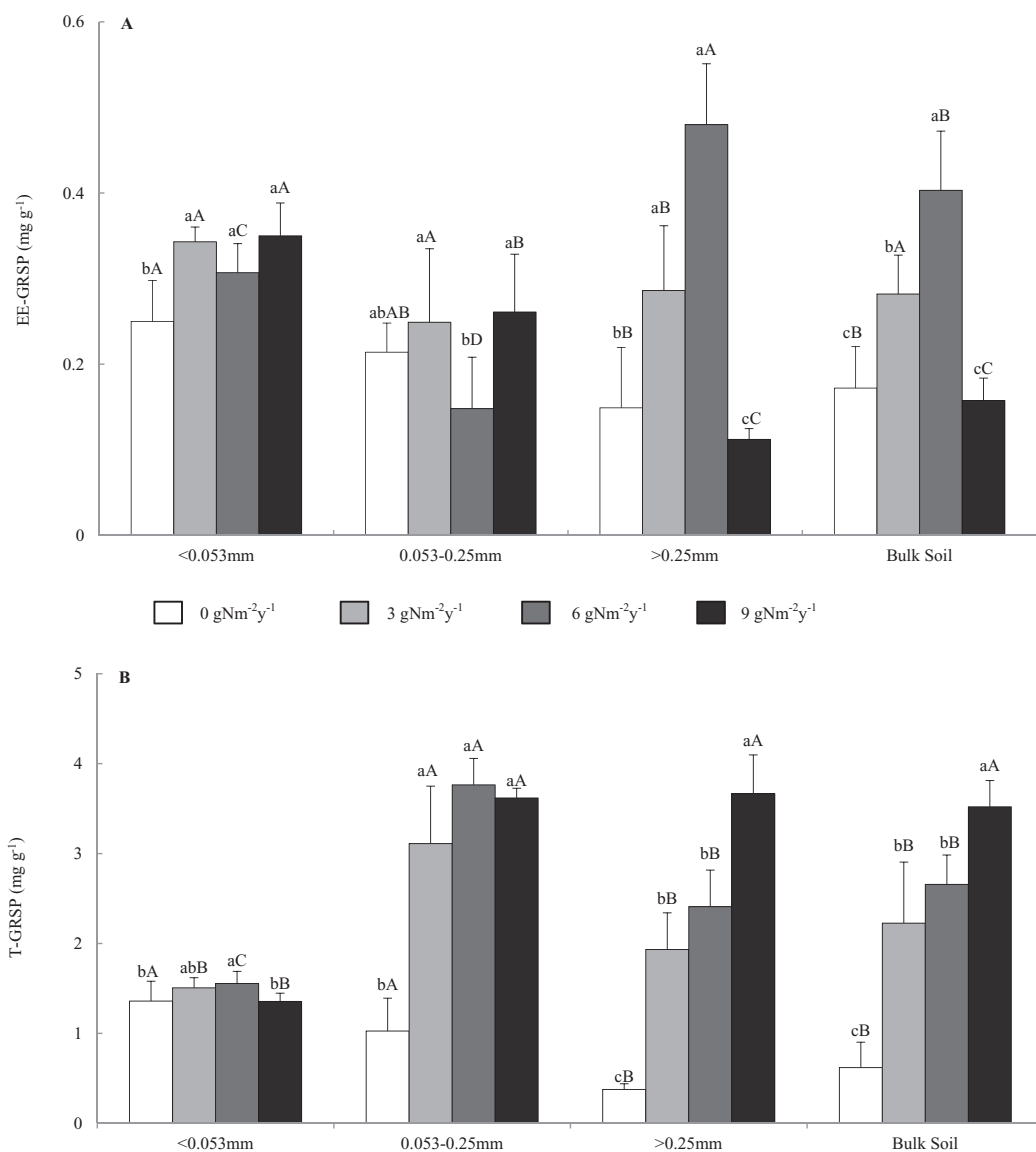 A
0.6
0.4
0.2
0
EE-GRSP (mg g-1)
bA aA aC aA
abAB aA bD aB
bB aB aA cC
cB bA aB cC
<0.053mm 0.053-0.25mm >0.25mm Bulk Soil
0 gNm-2y-1 3 gNm-2y-1 6 gNm-2y-1 9 gNm-2y-1
B
5
4
3
2
1
0
T-GRSP (mg g-1)
bA abB aC bB
bA aA aA aA
cB bB bB aA
cB bB bB aA
<0.053mm 0.053-0.25mm >0.25mm Bulk Soil